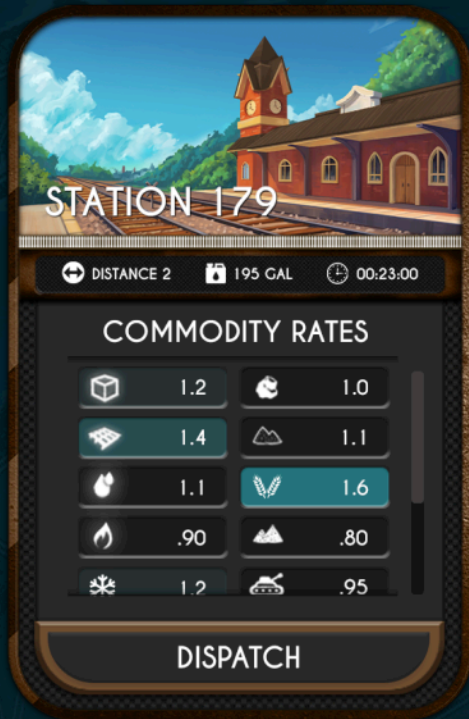 STATION 179
DISTANCE 2 195 GAL 00:23:00
COMMODITY RATES
1.2 1.0
1.4 1.1
1.1 1.6
.90 .80
1.2 .95
DISPATCH